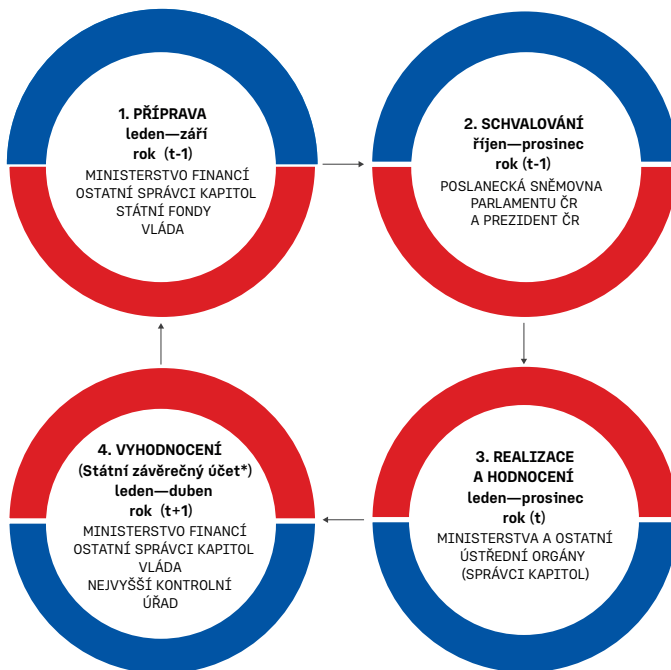 1. PŘÍPRAVA
leden—září
rok (t-1)
MINISTERSTVO FINANCÍ
OSTATNÍ SPRÁVCI KAPITOL
STÁTNÍ FONDY
VLÁDA
2. SCHVALOVÁNÍ
říjen—prosinec
rok (t-1)
POSLANECKÁ SNĚMOVNA
PARLAMENTU ČR
A PREZIDENT ČR
3. REALIZACE
A HODNOCENÍ
leden—prosinec
rok (t)
MINISTERSTVA A OSTATNÍ
ÚSTŘEDNÍ ORGÁNY
(SPRÁVCI KAPITOL)
4. VYHODNOCENÍ
(Státní závěrečný účet*)
leden—duben
rok (t+1)
MINISTERSTVO FINANCÍ
OSTATNÍ SPRÁVCI KAPITOL
VLÁDA
NEJVYŠŠÍ KONTROLNÍ
ÚŘAD